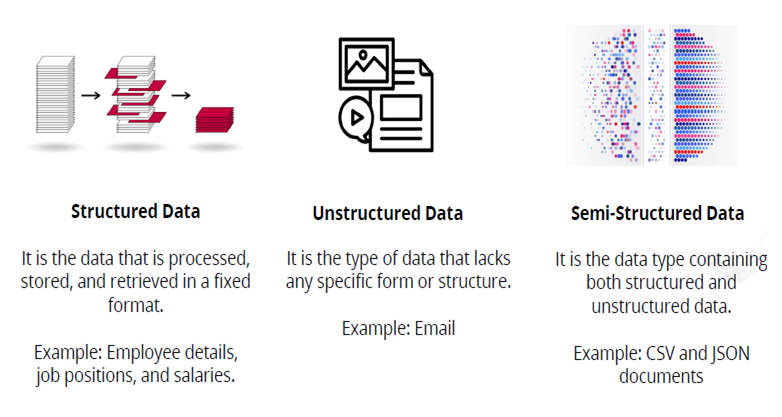 Structured Data
It is the data that is processed,
stored, and retrieved in a fixed
format.
Example: Employee details,
job positions, and salaries.
Unstructured Data
It is the type of data that lacks
any specific form or structure.
Example: Email
Semi-Structured Data
It is the data type containing
both structured and
unstructured data.
Example: CSV and JSON
documents